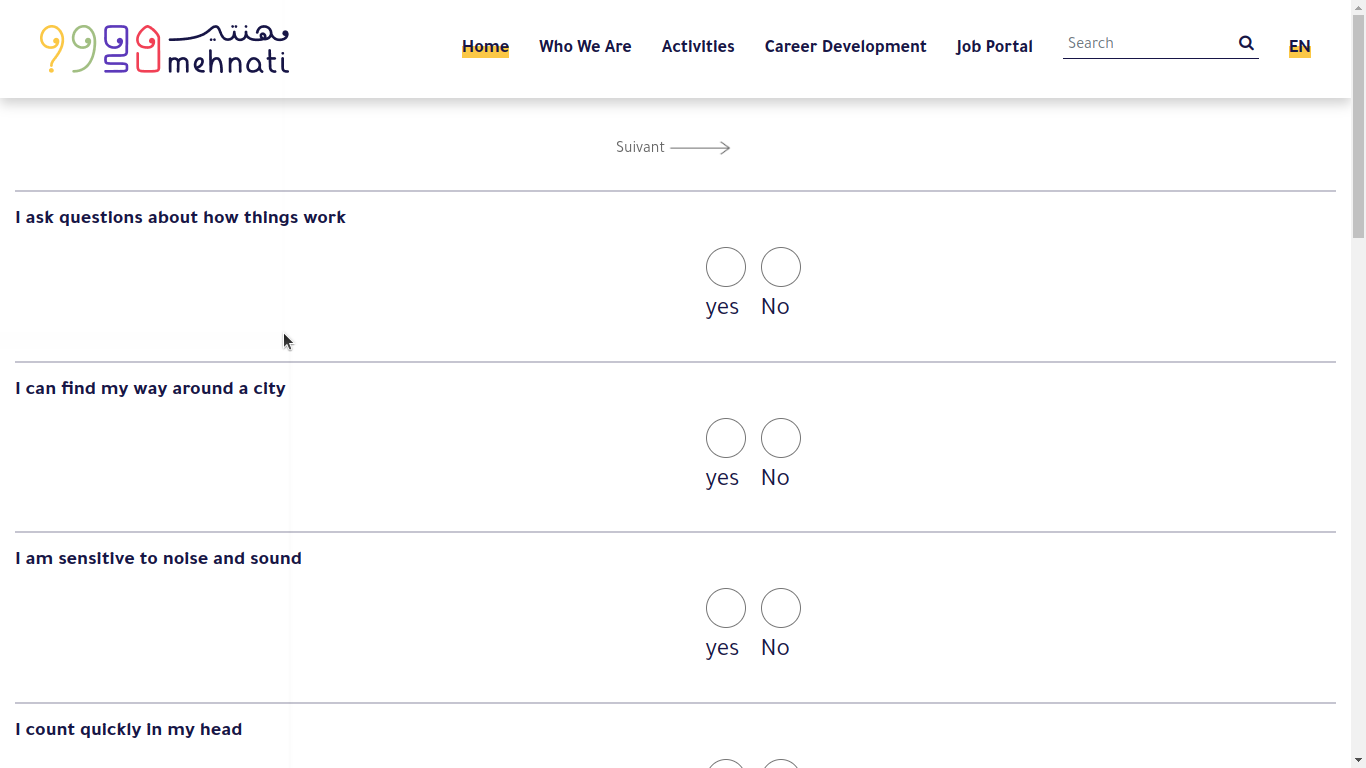 مهنتي
mehnati
Home
Who We Are
Activities
Career Development
Job Portal
Search
EN
Suivant
I ask questions about how things work
yes No
I can find my way around a city
yes No
I am sensitive to noise and sound
yes No
I count quickly in my head